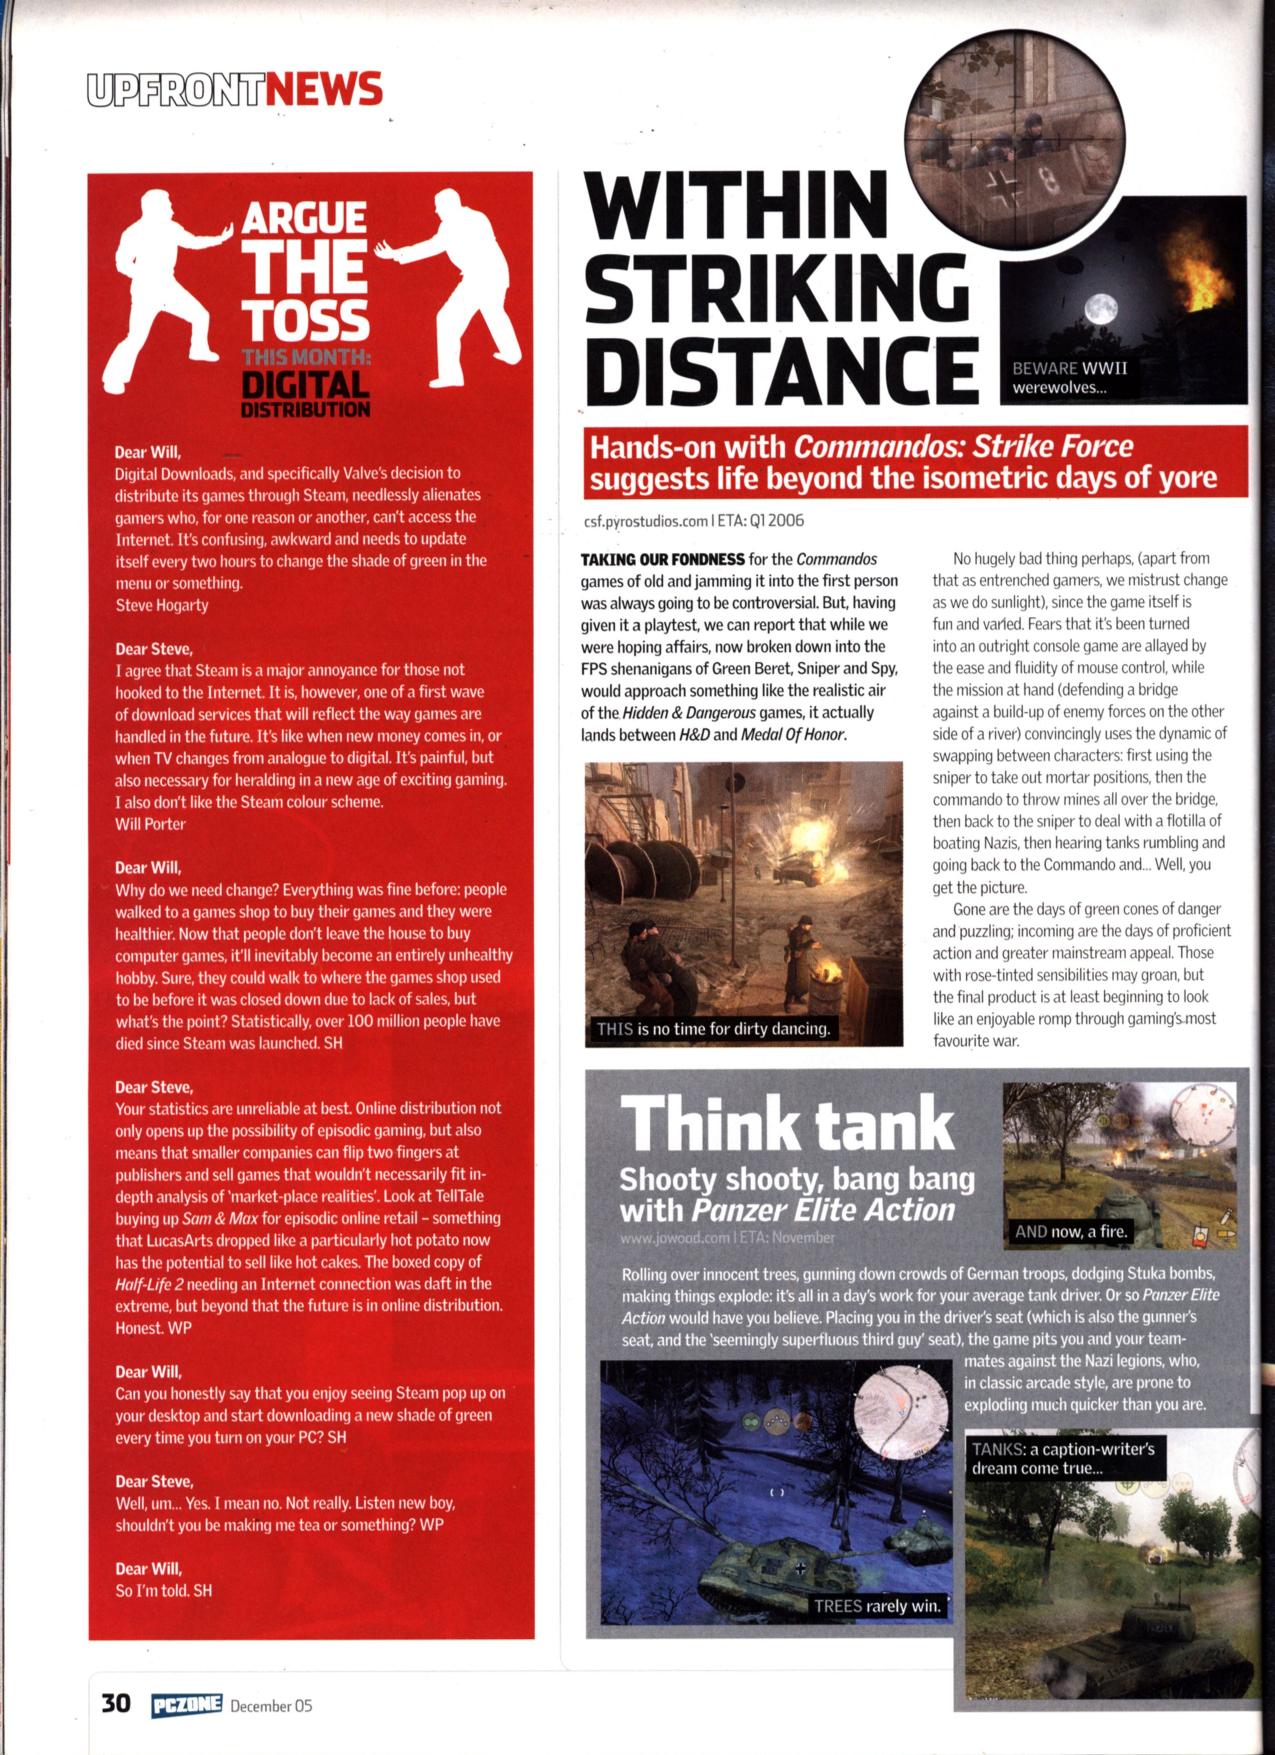 UPFRONTNEWS
ARGUE
THE
TOSS
THIS MONTH:
DIGITAL
DISTRIBUTION
Dear Will,
Digital Downloads, and specifically Valve's decision to
distribute its games through Steam, needlessly alienates
gamers who, for one reason or another, can't access the
Internet. It's confusing, awkward and needs to update
itself every two hours to change the shade of green in the
menu or something.
Steve Hogarty
Dear Steve,
I agree that Steam is a major annoyance for those not
hooked to the Internet. It is, however, one of a first wave
of download services that will reflect the way games are
handled in the future. It's like when new money comes in, or
when TV changes from analogue to digital. It's painful, but
also necessary for heralding in a new age of exciting gaming.
I also don't like the Steam colour scheme.
Will Porter
Dear Will,
Why do we need change? Everything was fine before: people
walked to a games shop to buy their games and they were
healthier. Now that people don't leave the house to buy
computer games, it'll inevitably become an entirely unhealthy
hobby. Sure, they could walk to where the games shop used
to be before it was closed down due to lack of sales, but
what's the point? Statistically, over 100 million people have
died since Steam was launched. SH
Dear Steve,
Your statistics are unreliable at best. Online distribution not
only opens up the possibility of episodic gaming, but also
means that smaller companies can flip two fingers at
publishers and sell games that wouldn't necessarily fit in-
depth analysis of 'market-place realities'. Look at TellTale
buying up Sam & Max for episodic online retail – something
that LucasArts dropped like a particularly hot potato now
has the potential to sell like hot cakes. The boxed copy of
Half-Life 2 needing an Internet connection was daft in the
extreme, but beyond that the future is in online distribution.
Honest. WP
Dear Will,
Can you honestly say that you enjoy seeing Steam pop up on
your desktop and start downloading a new shade of green
every time you turn on your PC? SH
Dear Steve,
Well, um... Yes. I mean no. Not really. Listen new boy,
shouldn't you be making me tea or something? WP
Dear Will,
So I'm told. SH
WITHIN
STRIKING
DISTANCE
8
BEWARE WWII
werewolves...
Hands-on with Commandos: Strike Force
suggests life beyond the isometric days of yore
csf.pyrostudios.com | ETA: Q1 2006
TAKING OUR FONDNESS for the Commandos
games of old and jamming it into the first person
was always going to be controversial. But, having
given it a playtest, we can report that while we
were hoping affairs, now broken down into the
FPS shenanigans of Green Beret, Sniper and Spy,
would approach something like the realistic air
of the Hidden & Dangerous games, it actually
lands between H&D and Medal Of Honor.
THIS is no time for dirty dancing.
No hugely bad thing perhaps, (apart from
that as entrenched gamers, we mistrust change
as we do sunlight), since the game itself is
fun and varied. Fears that it's been turned
into an outright console game are allayed by
the ease and fluidity of mouse control, while
the mission at hand (defending a bridge
against a build-up of enemy forces on the other
side of a river) convincingly uses the dynamic of
swapping between characters: first using the
sniper to take out mortar positions, then the
commando to throw mines all over the bridge,
then back to the sniper to deal with a flotilla of
boating Nazis, then hearing tanks rumbling and
going back to the Commando and... Well, you
get the picture.
Gone are the days of green cones of danger
and puzzling; incoming are the days of proficient
action and greater mainstream appeal. Those
with rose-tinted sensibilities may groan, but
the final product is at least beginning to look
like an enjoyable romp through gaming's most
favourite war.
Think tank
Shooty shooty, bang bang
with Panzer Elite Action
www.jowood.com | ETA: November
AND now, a fire.
Rolling over innocent trees, gunning down crowds of German troops, dodging Stuka bombs,
making things explode: it's all in a day's work for your average tank driver. Or so Panzer Elite
Action would have you believe. Placing you in the driver's seat (which is also the gunner's
seat, and the 'seemingly superfluous third guy' seat), the game pits you and your team-
mates against the Nazi legions, who,
in classic arcade style, are prone to
exploding much quicker than you are.
TREES rarely win.
TANKS: a caption-writer's
dream come true...
30 PCZONE December 05